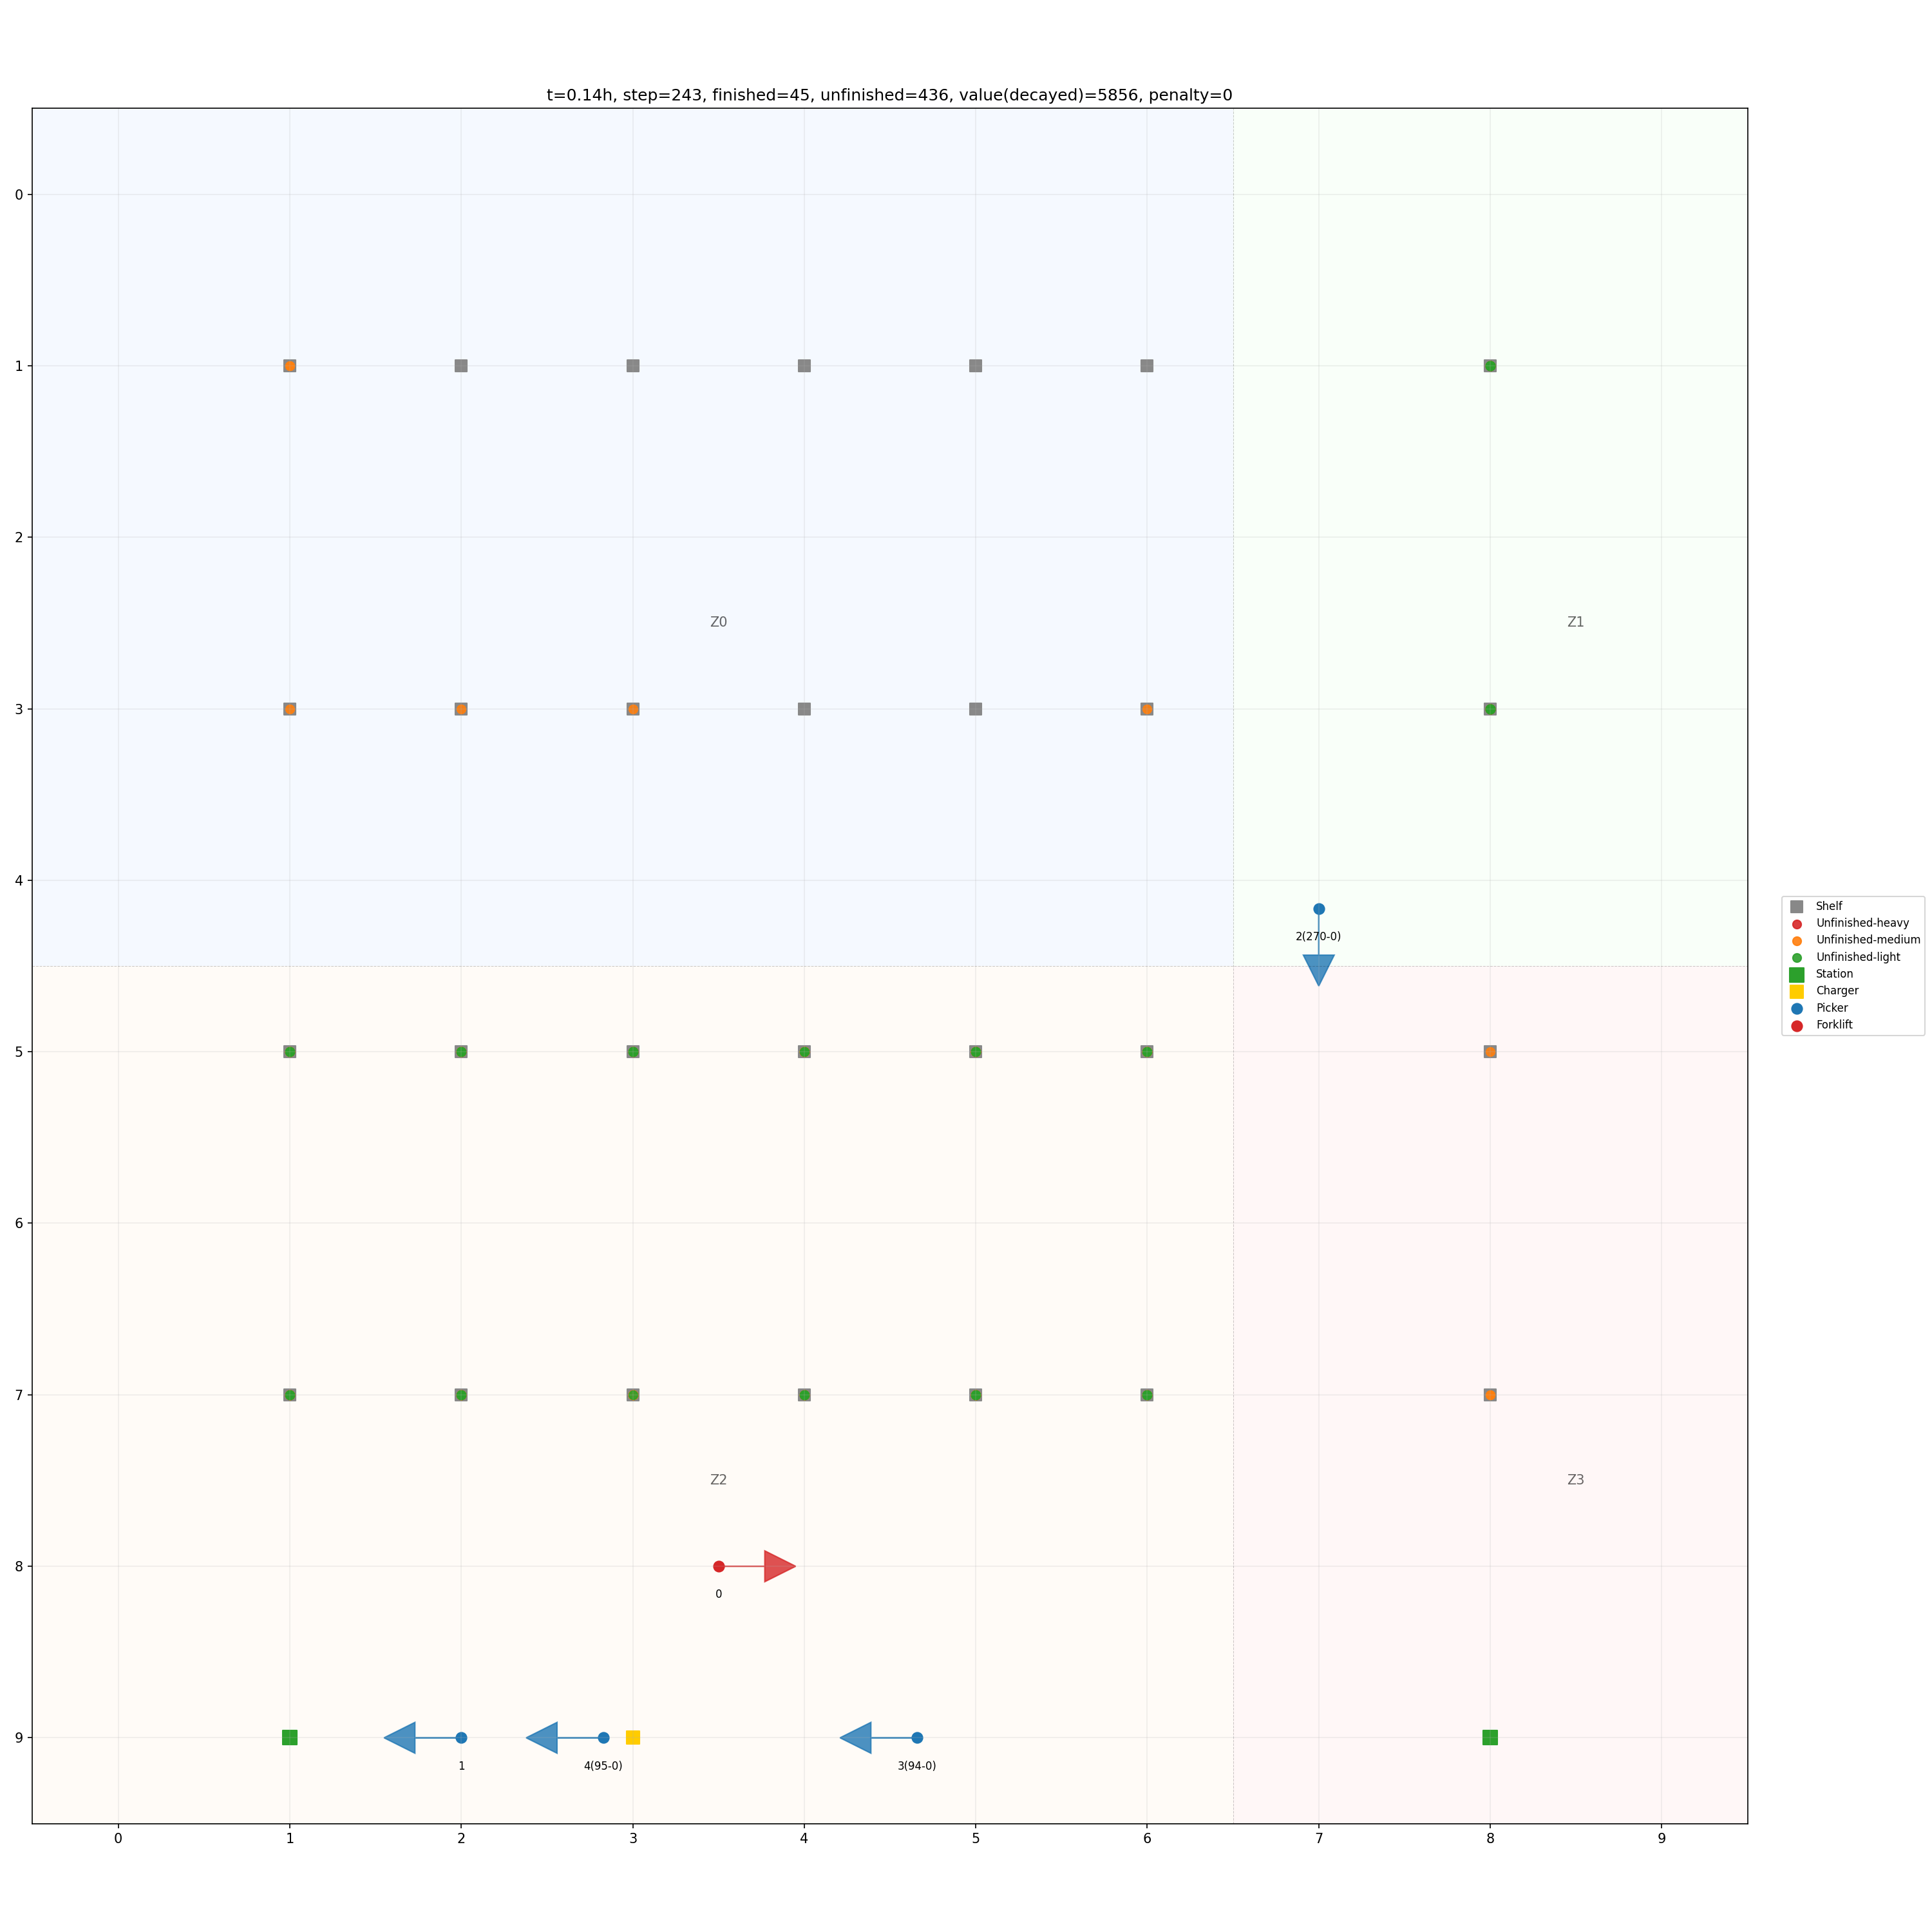 t=0.14h, step=243, finished=45, unfinished=436, value(decayed)=5856, penalty=0
0
1
2
Z0
Z1
3
4
2(270-0)
Shelf
Unfinished-heavy
Unfinished-medium
Unfinished-light
Station
Charger
Picker
Forklift
5
6
7
Z2
Z3
8
0
9
1
4(95-0)
3(94-0)
0 1 2 3 4 5 6 7 8 9